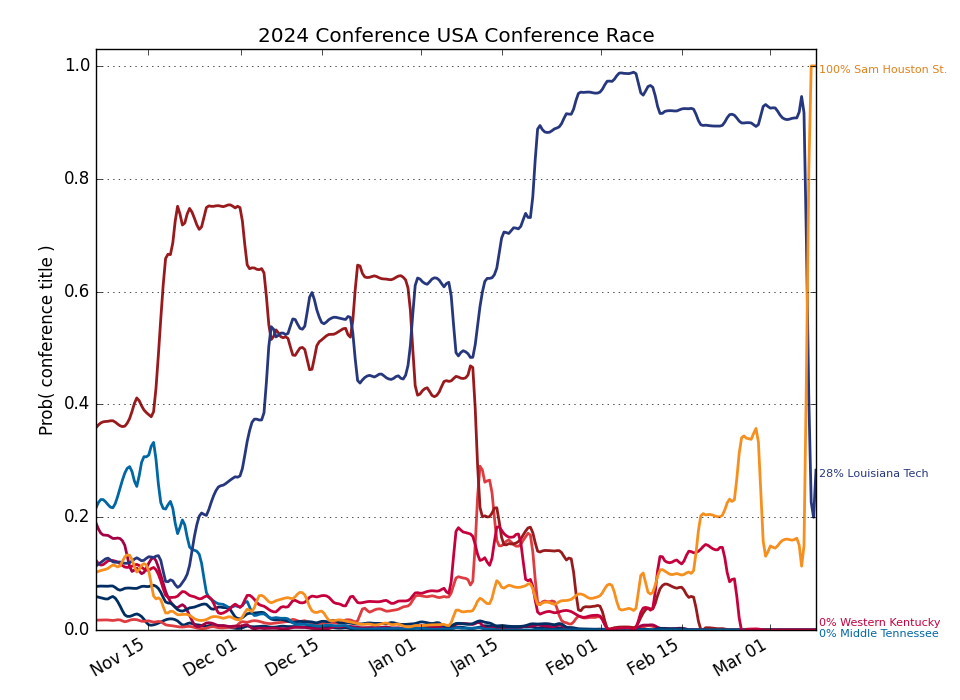 2024 Conference USA Conference Race
Prob( conference title )
1.0
0.8
0.6
0.4
0.2
0.0
100% Sam Houston St.
28% Louisiana Tech
0% Western Kentucky
0% Middle Tennessee
Nov 15
Dec 01
Dec 15
Jan 01
Jan 15
Feb 01
Feb 15
Mar 01